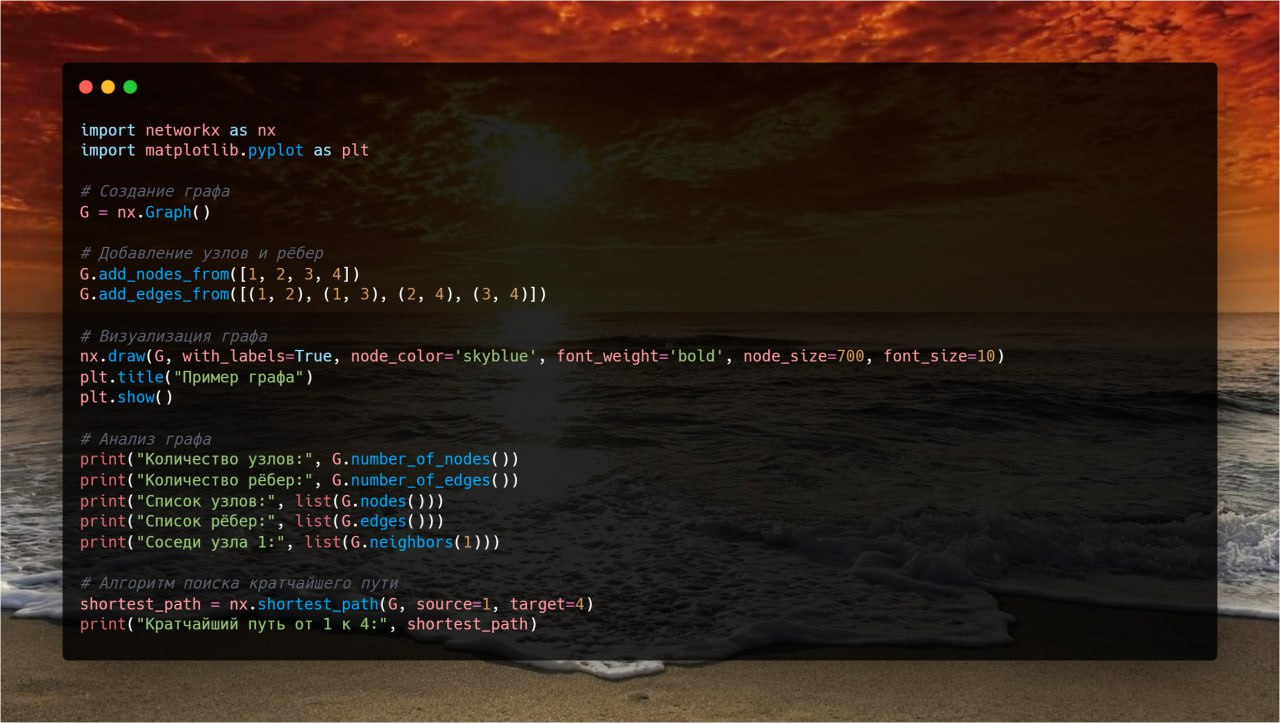 import networkx as nx
import matplotlib.pyplot as plt
# Создание графа
G = nx.Graph()
# Добавление узлов и рёбер
G.add_nodes_from([1, 2, 3, 4])
G.add_edges_from([(1, 2), (1, 3), (2, 4), (3, 4)])
# Визуализация графа
nx.draw(G, with_labels=True, node_color='skyblue', font_weight='bold', node_size=700, font_size=10)
plt.title("Пример графа")
plt.show()
# Анализ графа
print("Количество узлов:", G.number_of_nodes())
print("Количество рёбер:", G.number_of_edges())
print("Список узлов:", list(G.nodes()))
print("Список рёбер:", list(G.edges()))
print("Соседи узла 1:", list(G.neighbors(1)))
# Алгоритм поиска кратчайшего пути
shortest_path = nx.shortest_path(G, source=1, target=4)
print("Кратчайший путь от 1 к 4:", shortest_path)